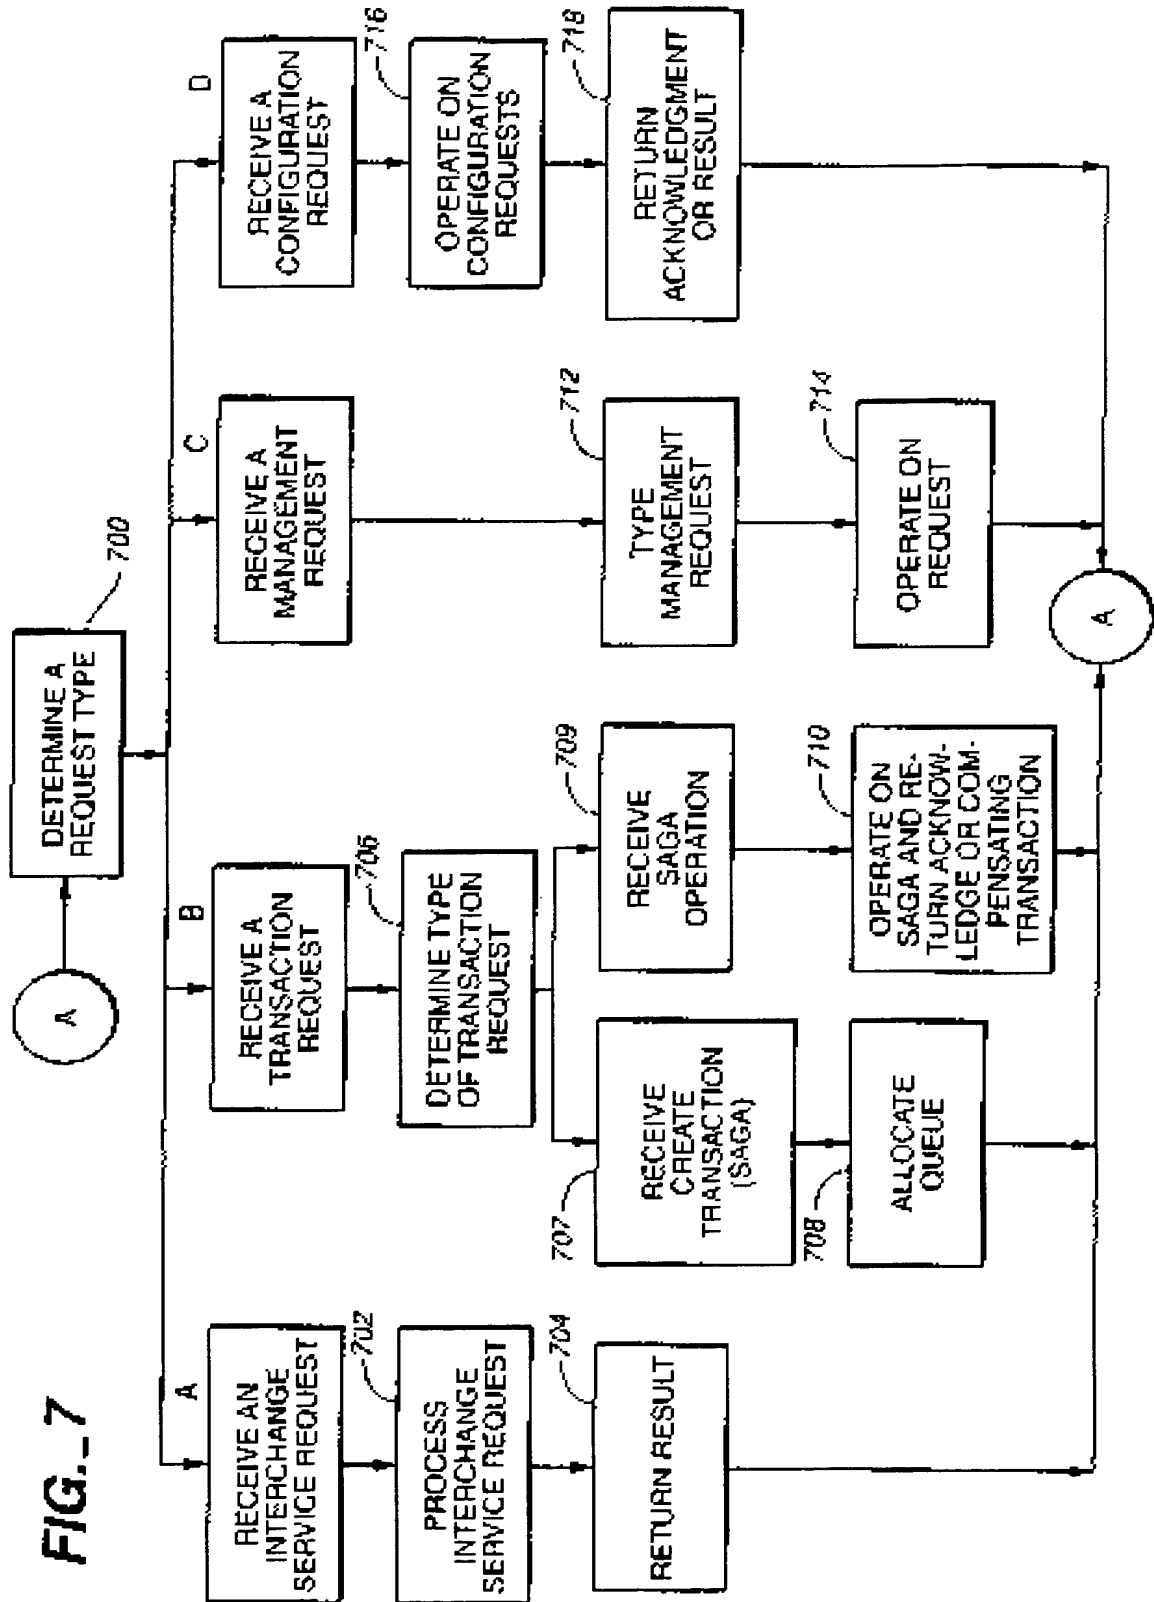 FIG._7
A
DETERMINE A
REQUEST TYPE
700
A
RECEIVE AN
INTERCHANGE
SERVICE REQUEST
702
PROCESS
INTERCHANGE
SERVICE REQUEST
704
RETURN RESULT
B
RECEIVE A
TRANSACTION
REQUEST
706
DETERMINE TYPE
OF TRANSACTION
REQUEST
707
RECEIVE
CREATE
TRANSACTION
(SAGA)
708
ALLOCATE
QUEUE
709
RECEIVE
SAGA
OPERATION
710
OPERATE ON
SAGA AND RE-
TURN ACKNOW-
LEDGE OR COM-
PENSATING
TRANSACTION
C
RECEIVE A
MANAGEMENT
REQUEST
712
TYPE
MANAGEMENT
REQUEST
714
OPERATE ON
REQUEST
D
RECEIVE A
CONFIGURATION
REQUEST
716
OPERATE ON
CONFIGURATION
REQUESTS
718
RETURN
ACKNOWLEDGMENT
OR RESULT
A